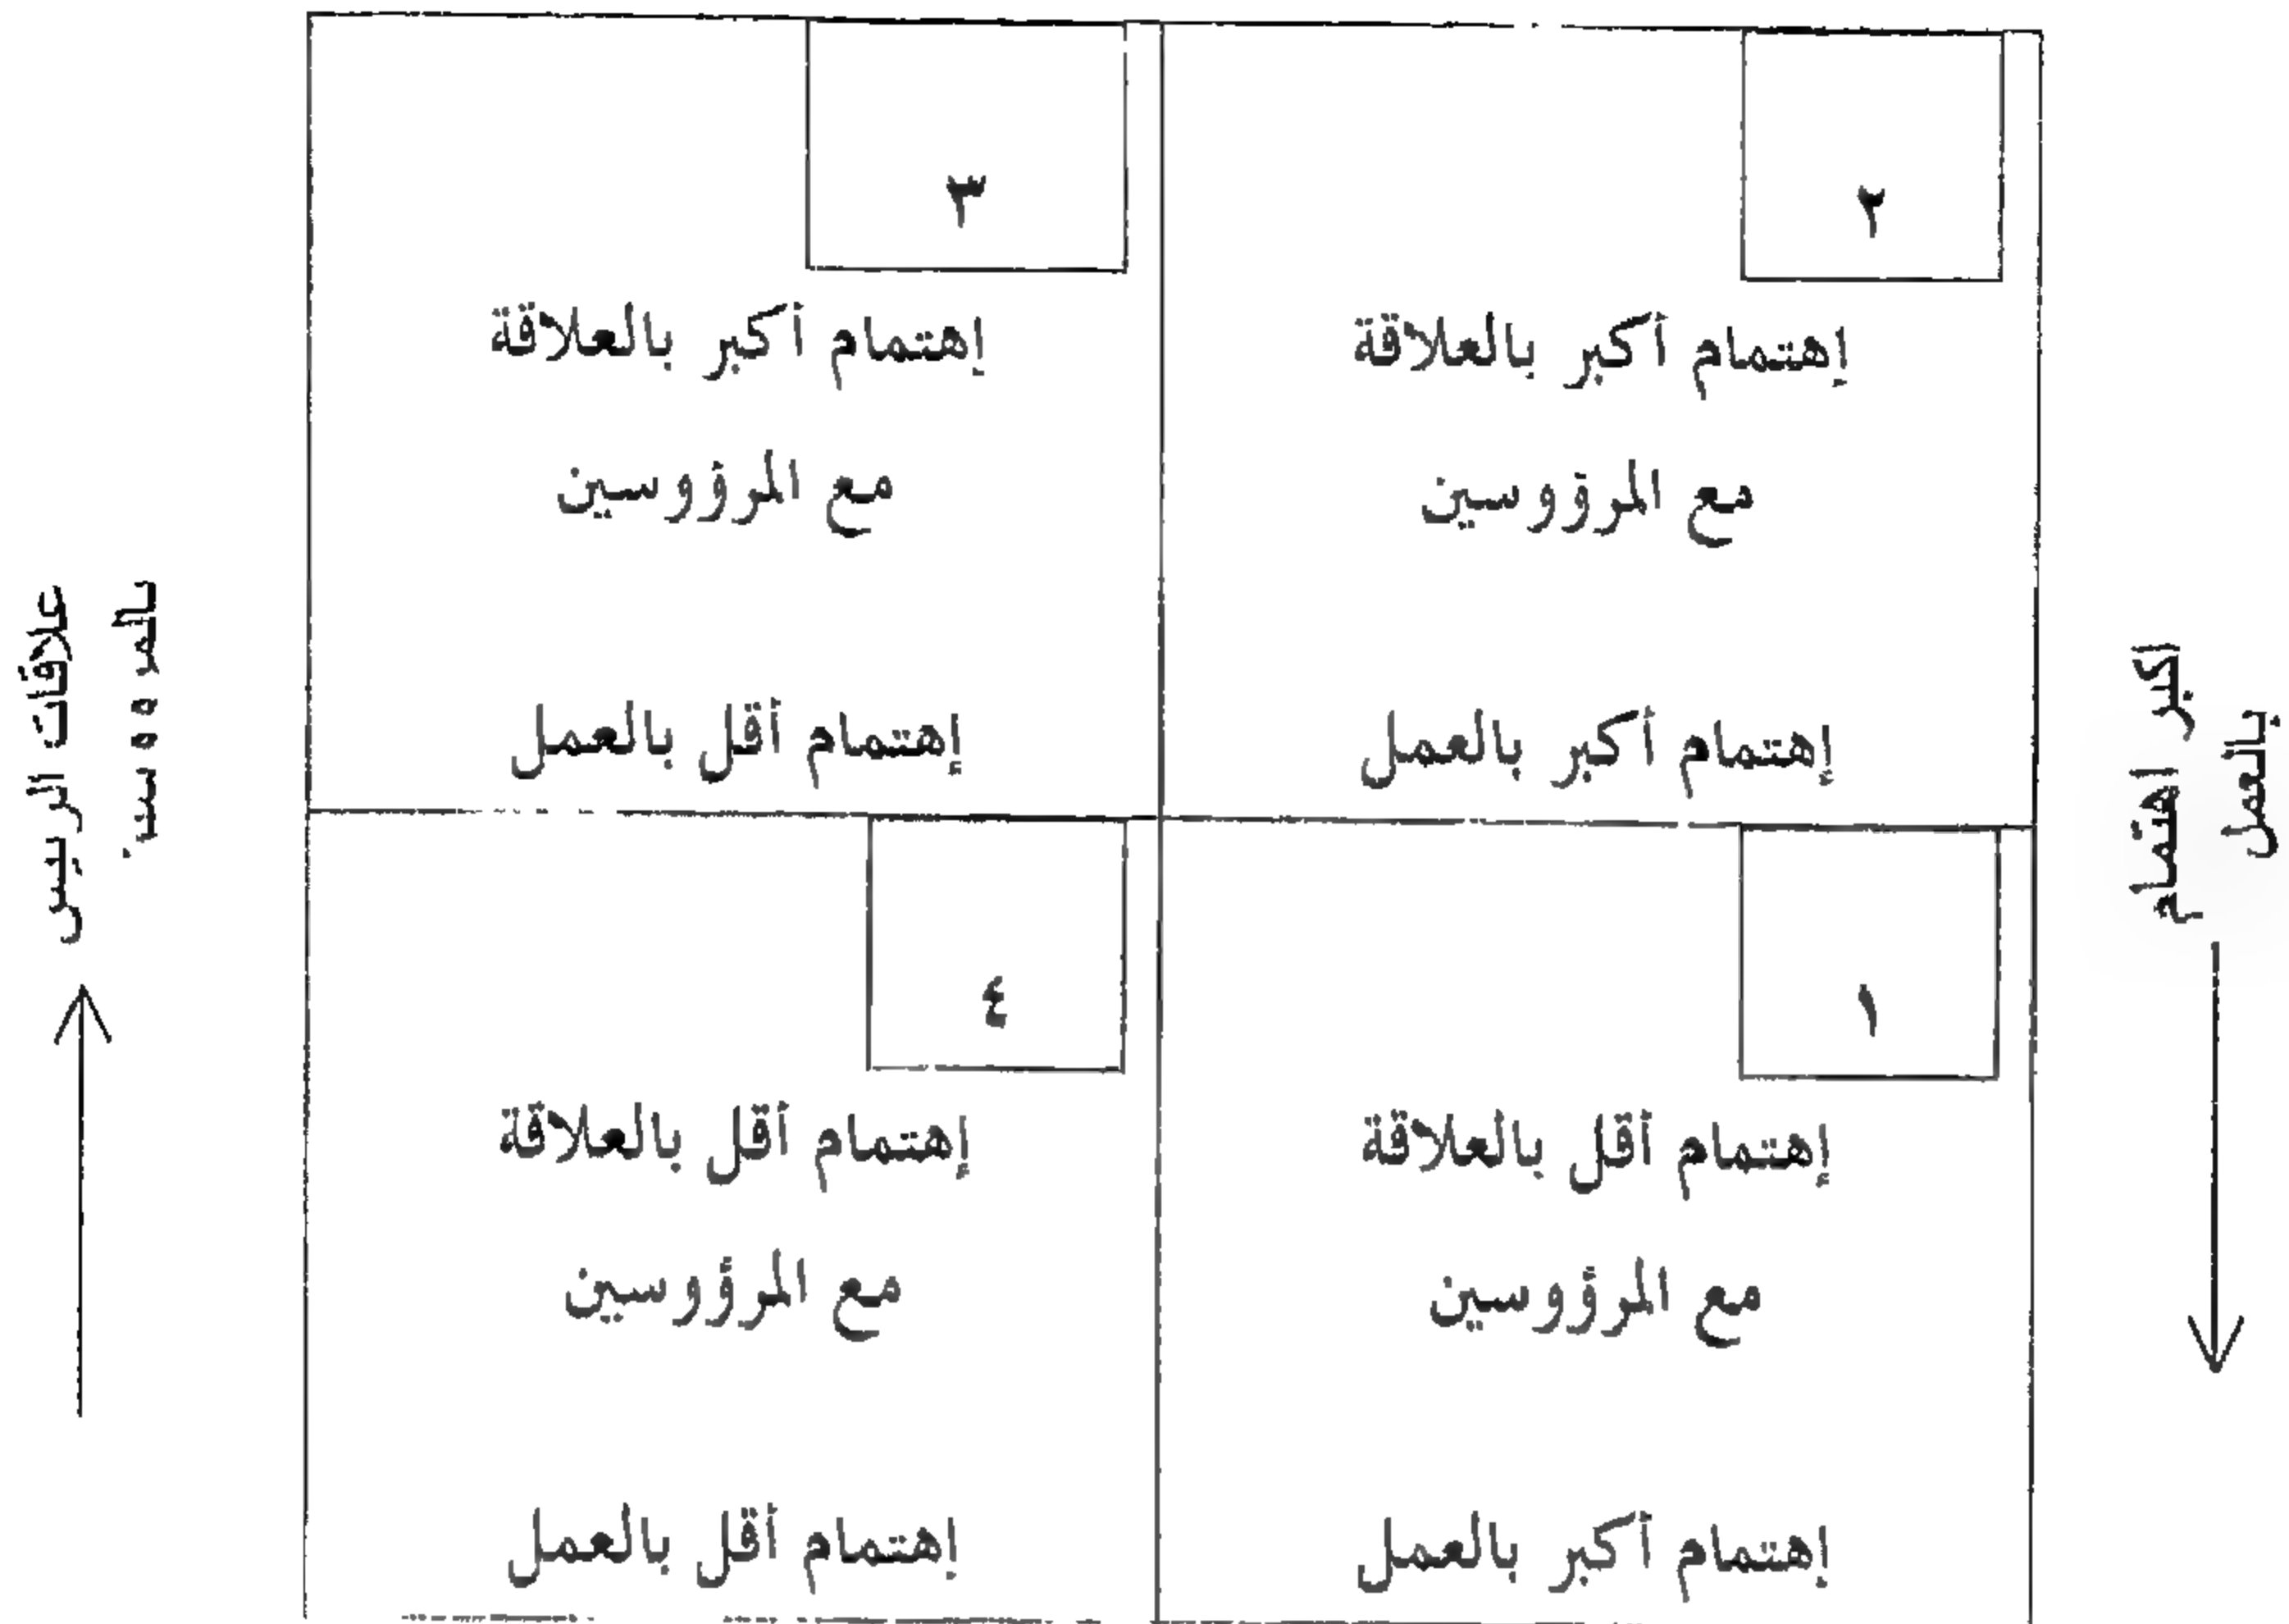 ٢
إهتمام أكبر بالعلاقة
مع المرؤوسين
إهتمام أكبر بالعمل
٣
إهتمام أكبر بالعلاقة
مع المرؤوسين
إهتمام أقل بالعمل
١
إهتمام أقل بالعلاقة
مع المرؤوسين
إهتمام أكبر بالعمل
٤
إهتمام أقل بالعلاقة
مع المرؤوسين
إهتمام أقل بالعمل
أكبر اهتمام
بالعمل
علاقات الريس